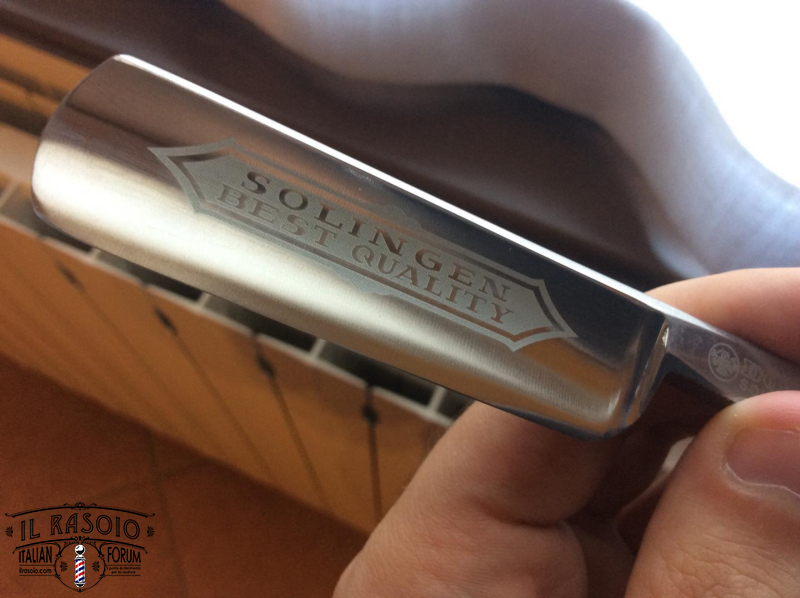 SOLINGEN
BEST QUALITY
IL RASOIO
ITALIAN FORUM
ilrasoio.com